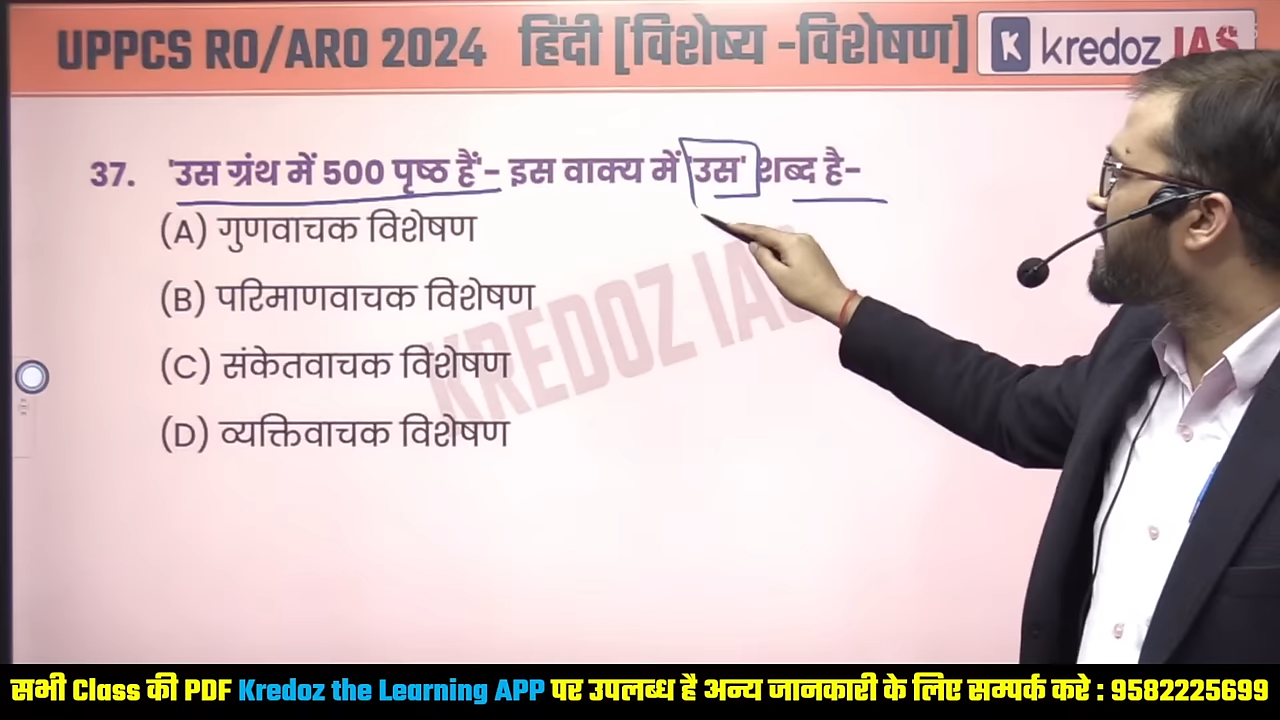 UPPCS RO/ARO 2024 हिंदी [विशेष्य -विशेषण]
K kredoz IAS
37. 'उस ग्रंथ में 500 पृष्ठ हैं'- इस वाक्य में 'उस' शब्द है-
(A) गुणवाचक विशेषण
(B) परिमाणवाचक विशेषण
(C) संकेतवाचक विशेषण
(D) व्यक्तिवाचक विशेषण
KREDOZ IAS
सभी Class की PDF Kredoz the Learning APP पर उपलब्ध है अन्य जानकारी के लिए सम्पर्क करे : 9582225699